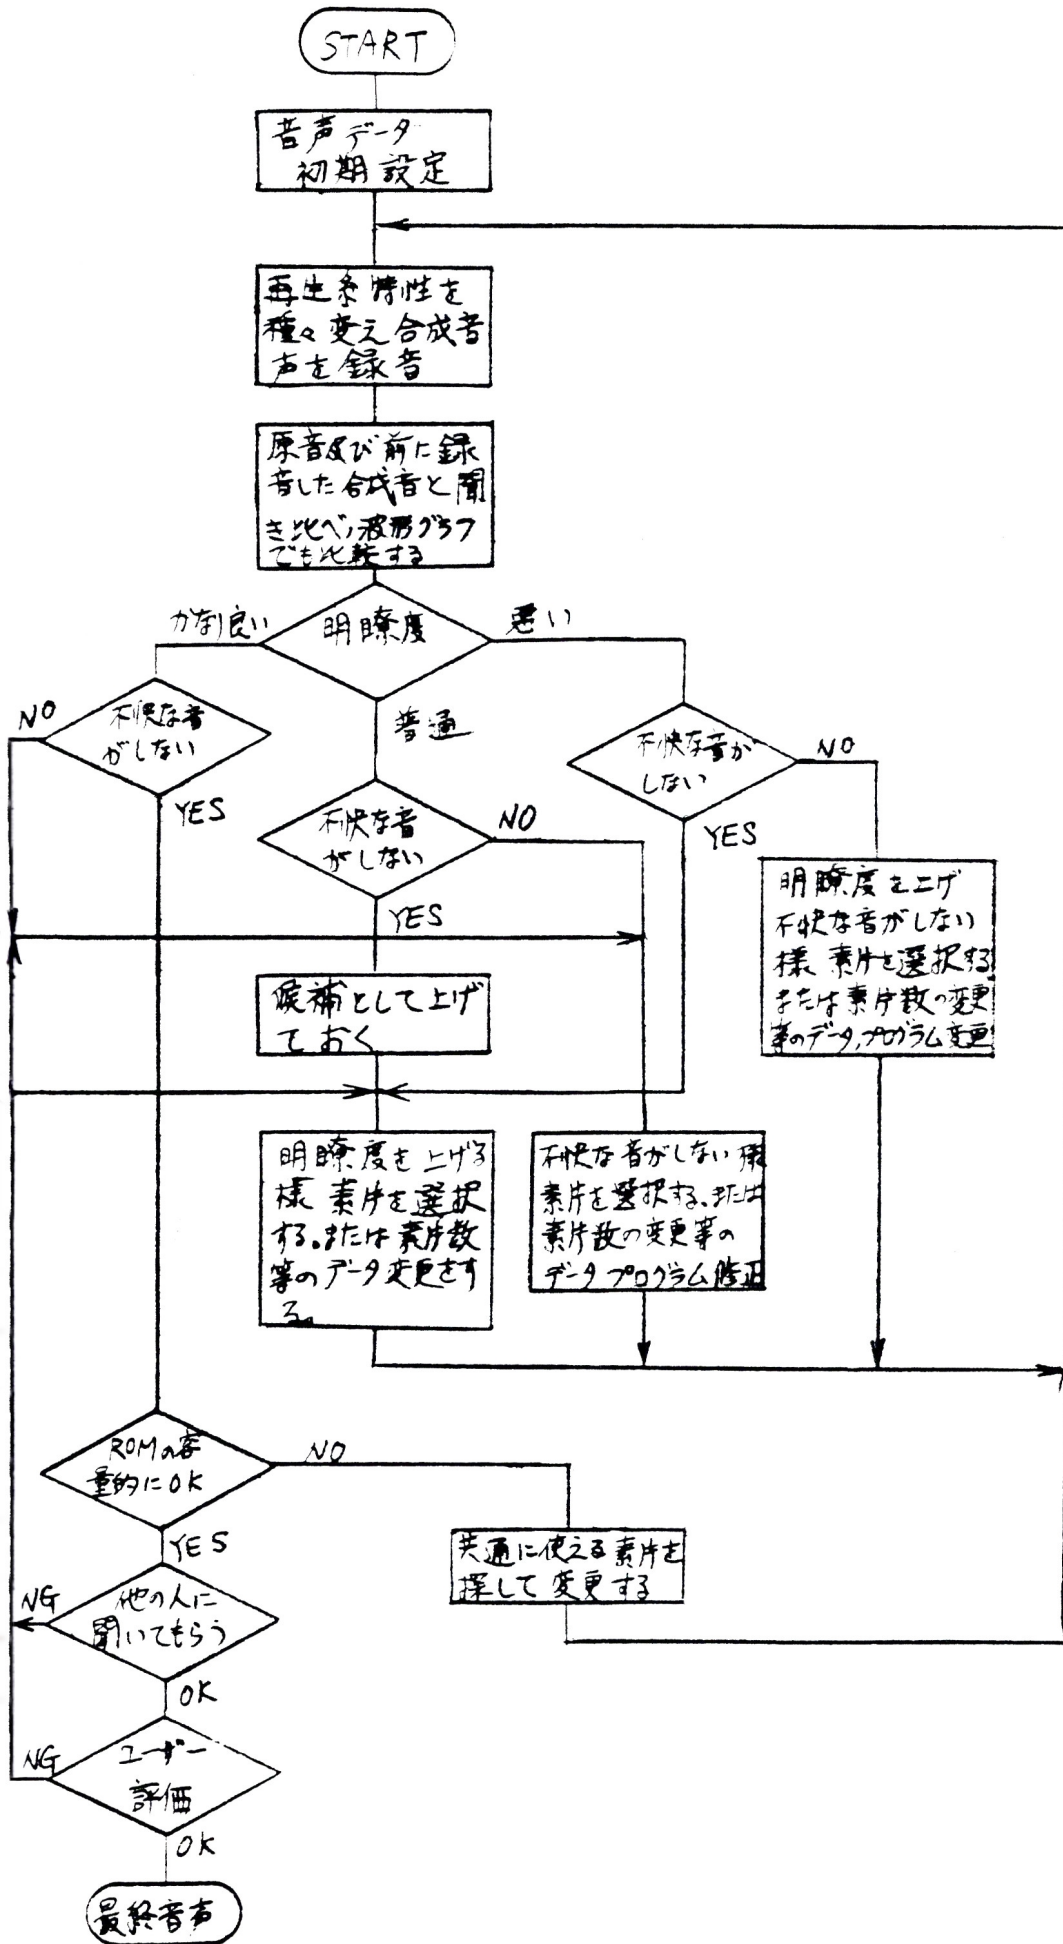 START
音声データ
初期設定
再生系特性を
種々変え合成音
声を録音
原音及び前に録
音した合成音と聞
き比べ,波形グラフ
でも比較する
かなり良い
明瞭度
悪い
普通
NO
不快な音
がしない
YES
不快な音
がしない
NO
YES
不快な音が
しない
NO
YES
明瞭度を上げ
不快な音がしない
様 素片を選択する
または素片数の変更
等のデータ,プログラム変更
候補として上げ
ておく
明瞭度を上げる
様 素片を選択
する。または素片数
等のデータ変更をす
る。
不快な音がしない様
素片を選択する、または
素片数の変更等の
データプログラム修正
ROMの容
量的にOK
NO
YES
共通に使える素片を
探して変更する
NG
他の人に
聞いてもらう
OK
NG
ユーザー
評価
OK
最終音声